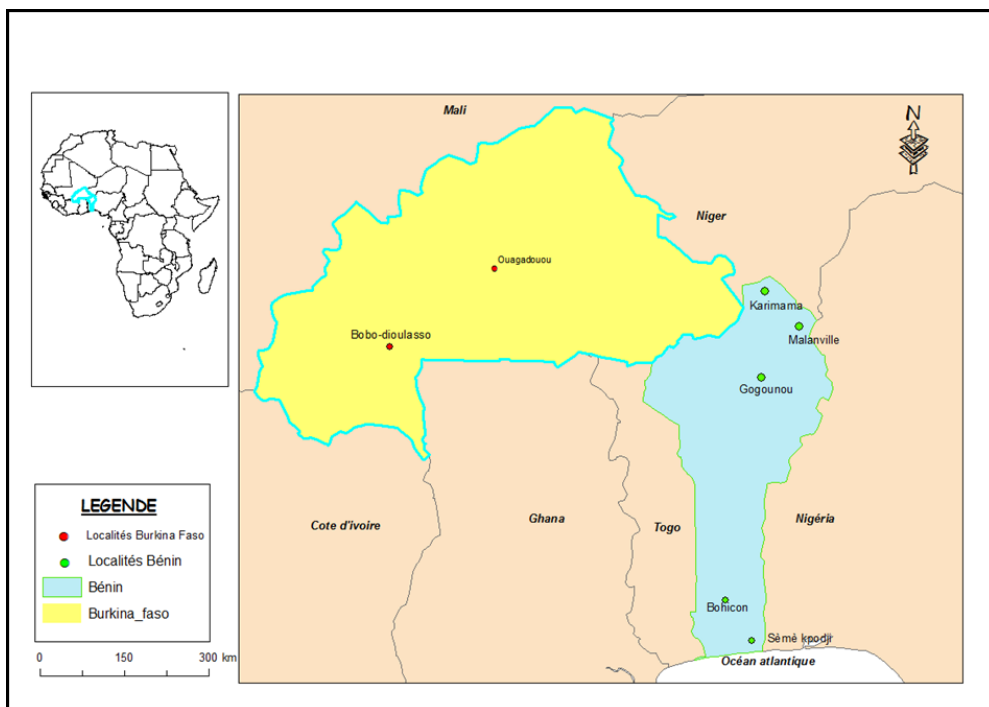 Mali
N
Niger
Ouagadouou
Karimama
Bobo-dioulasso
Malanville
Gogounou
Cote d'ivoire
Ghana
Togo
Nigéria
Bohicon
Sèmè kpodji
Océan atlantique
LEGENDE
Localités Burkina Faso
Localités Bénin
Bénin
Burkina_faso
0 150 300 km